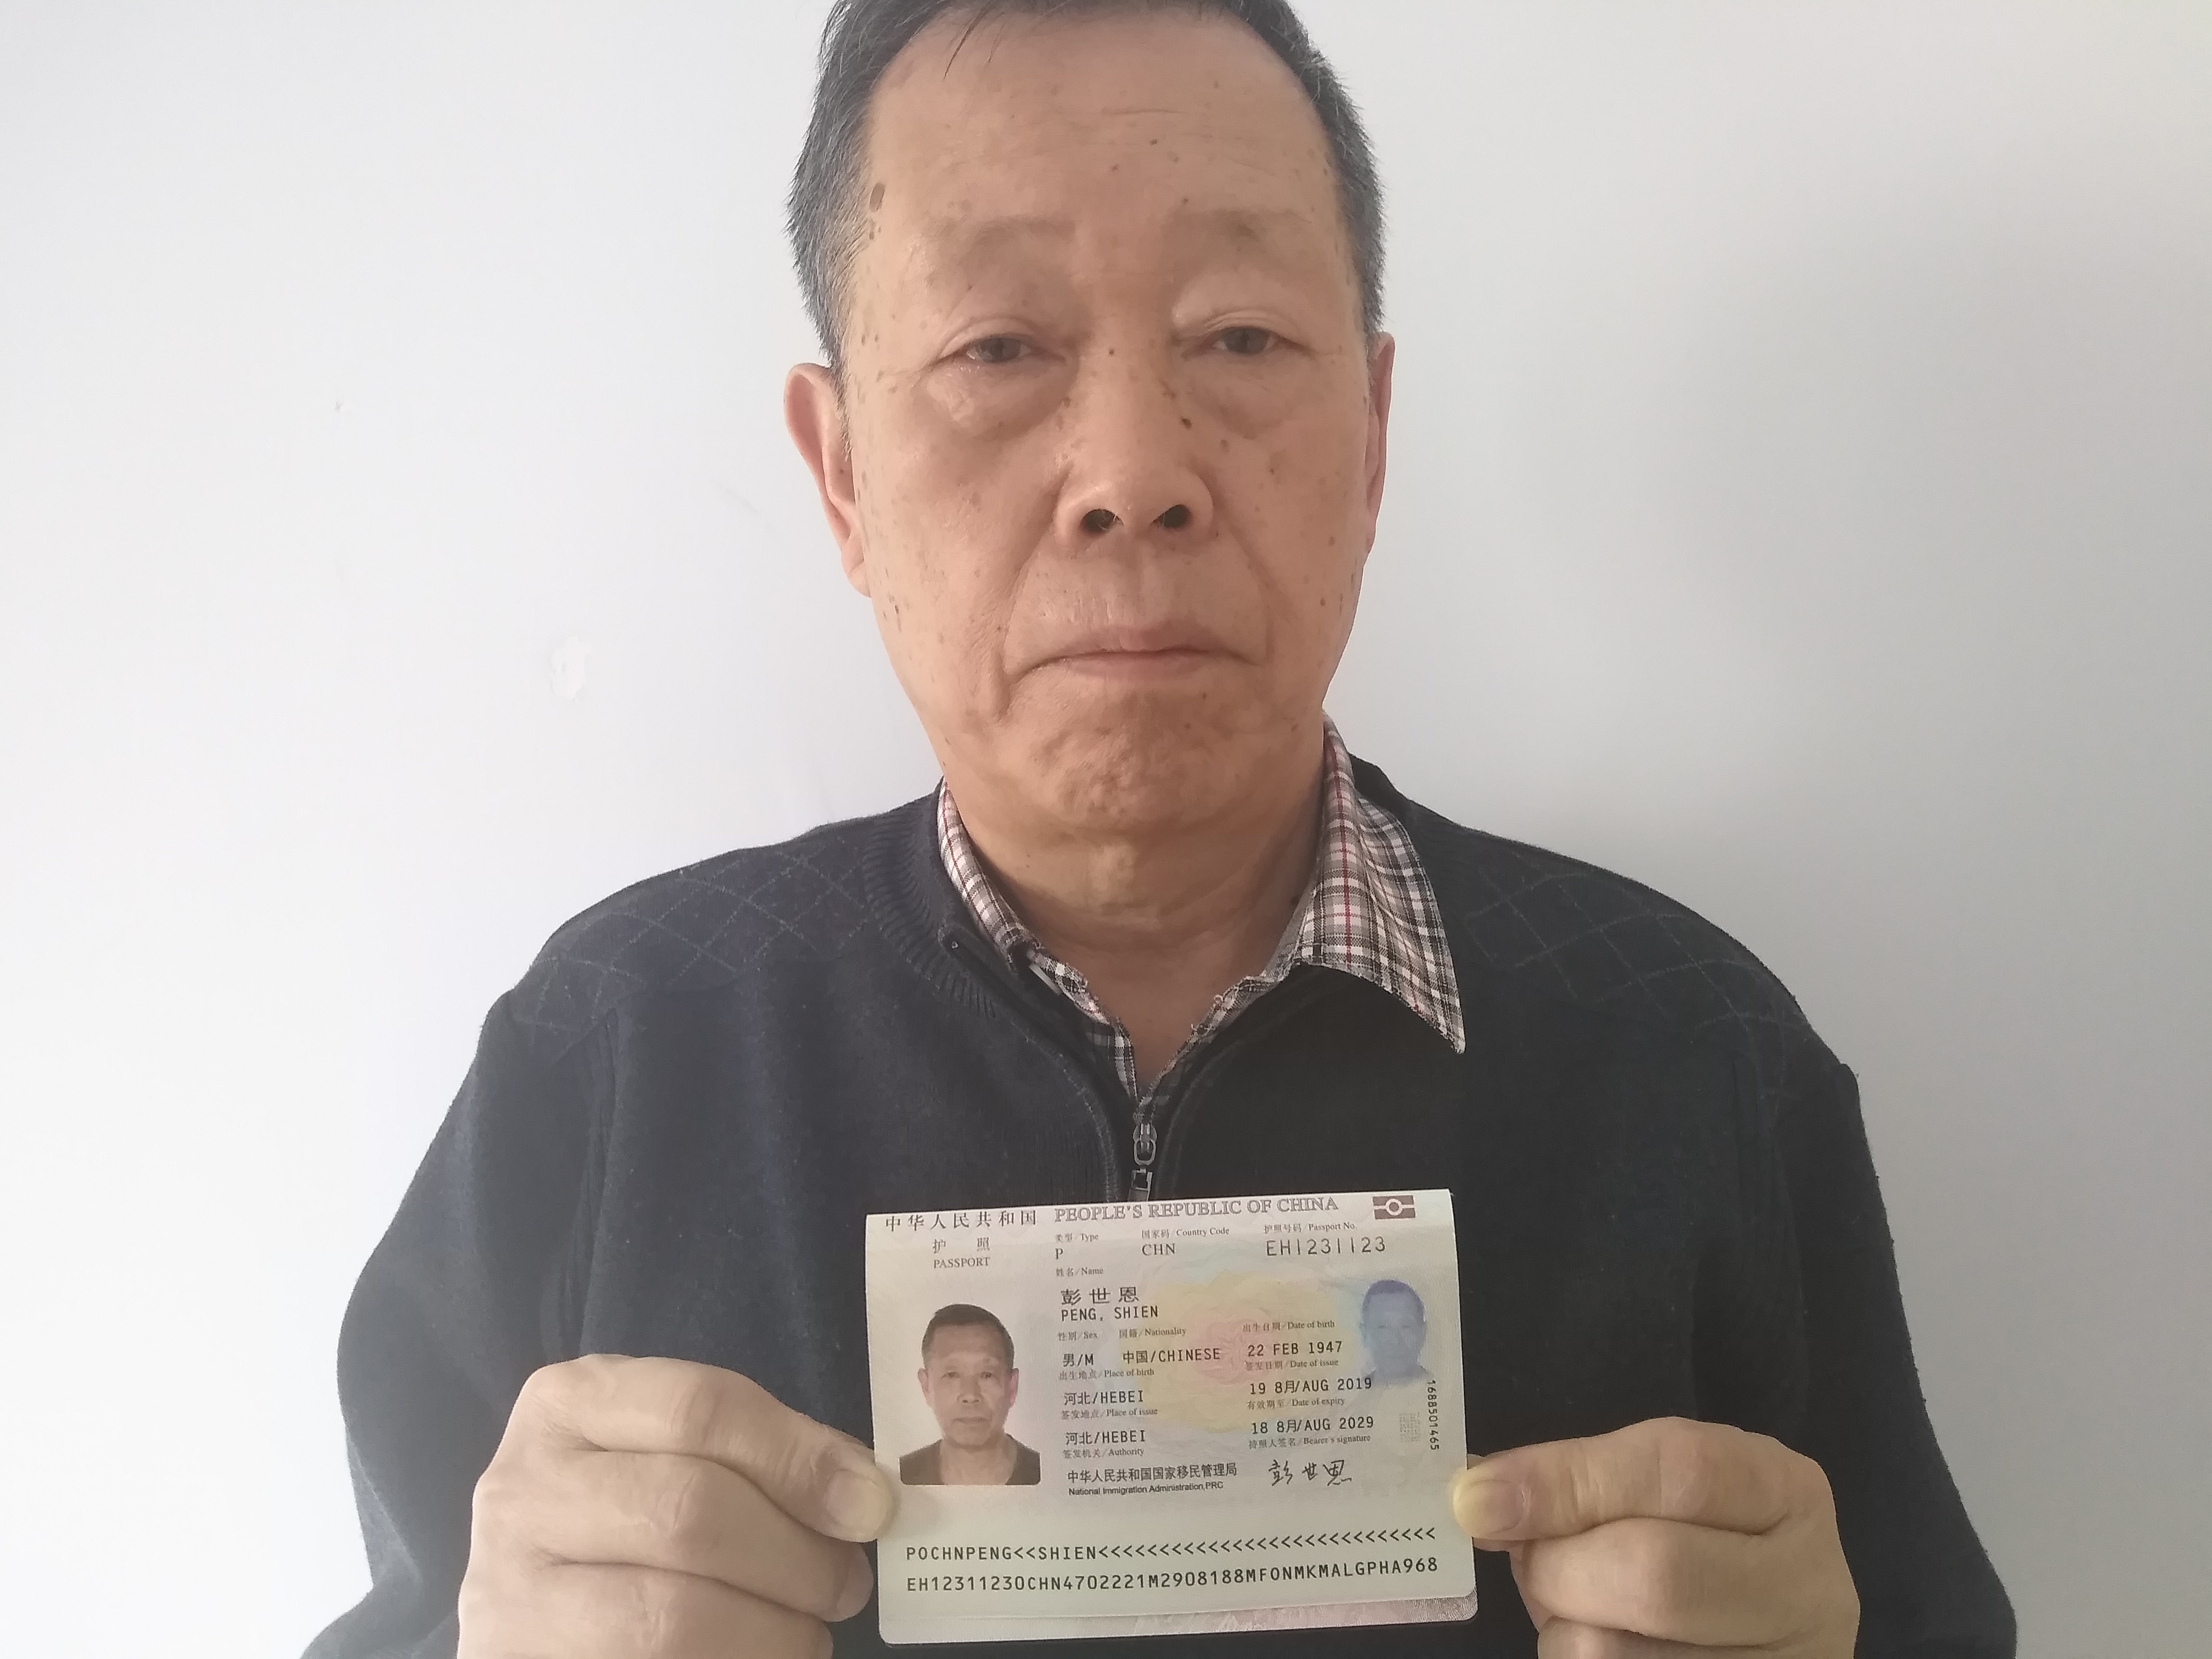 中华人民共和国 PEOPLE'S REPUBLIC OF CHINA
护 照
PASSPORT
类型/Type 国家码/Country Code 护照号码/Passport No.
P CHN EH1231123
姓名/Name
彭世恩
PENG, SHIEN
性别/Sex 国籍/Nationality 出生日期/Date of birth
男/M 中国/CHINESE 22 FEB 1947
出生地点/Place of birth 签发日期/Date of issue
河北/HEBEI 19 8月/AUG 2019
签发地点/Place of issue 有效期至/Date of expiry
河北/HEBEI 18 8月/AUG 2029
签发机关/Authority 持照人签名/Bearer's signature
中华人民共和国国家移民管理局 彭世恩
National Immigration Administration,PRC
1688501465
POCHNPENG<<SHIEN<<<<<<<<<<<<<<<<<<<<<<<<<<<<
EH12311230CHN4702221M2908188MFONMKMALGPHA968